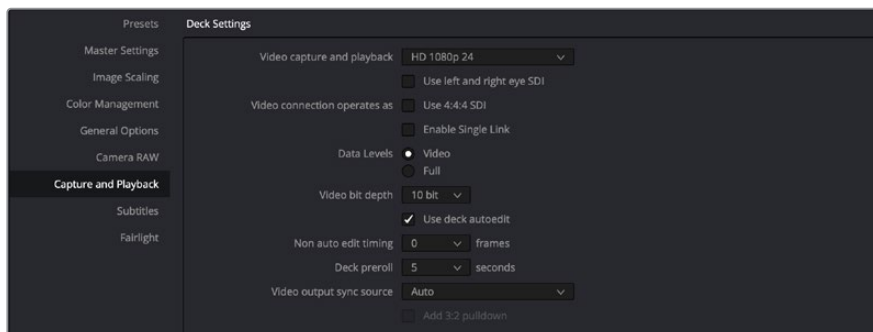 Presets
Master Settings
Image Scaling
Color Management
General Options
Camera RAW
Capture and Playback
Subtitles
Fairlight
Deck Settings
Video capture and playback HD 1080p 24
Use left and right eye SDI
Video connection operates as Use 4:4:4 SDI
Enable Single Link
Data Levels Video
Full
Video bit depth 10 bit
Use deck autoedit
Non auto edit timing 0 frames
Deck preroll 5 seconds
Video output sync source Auto
Add 3:2 pulldown